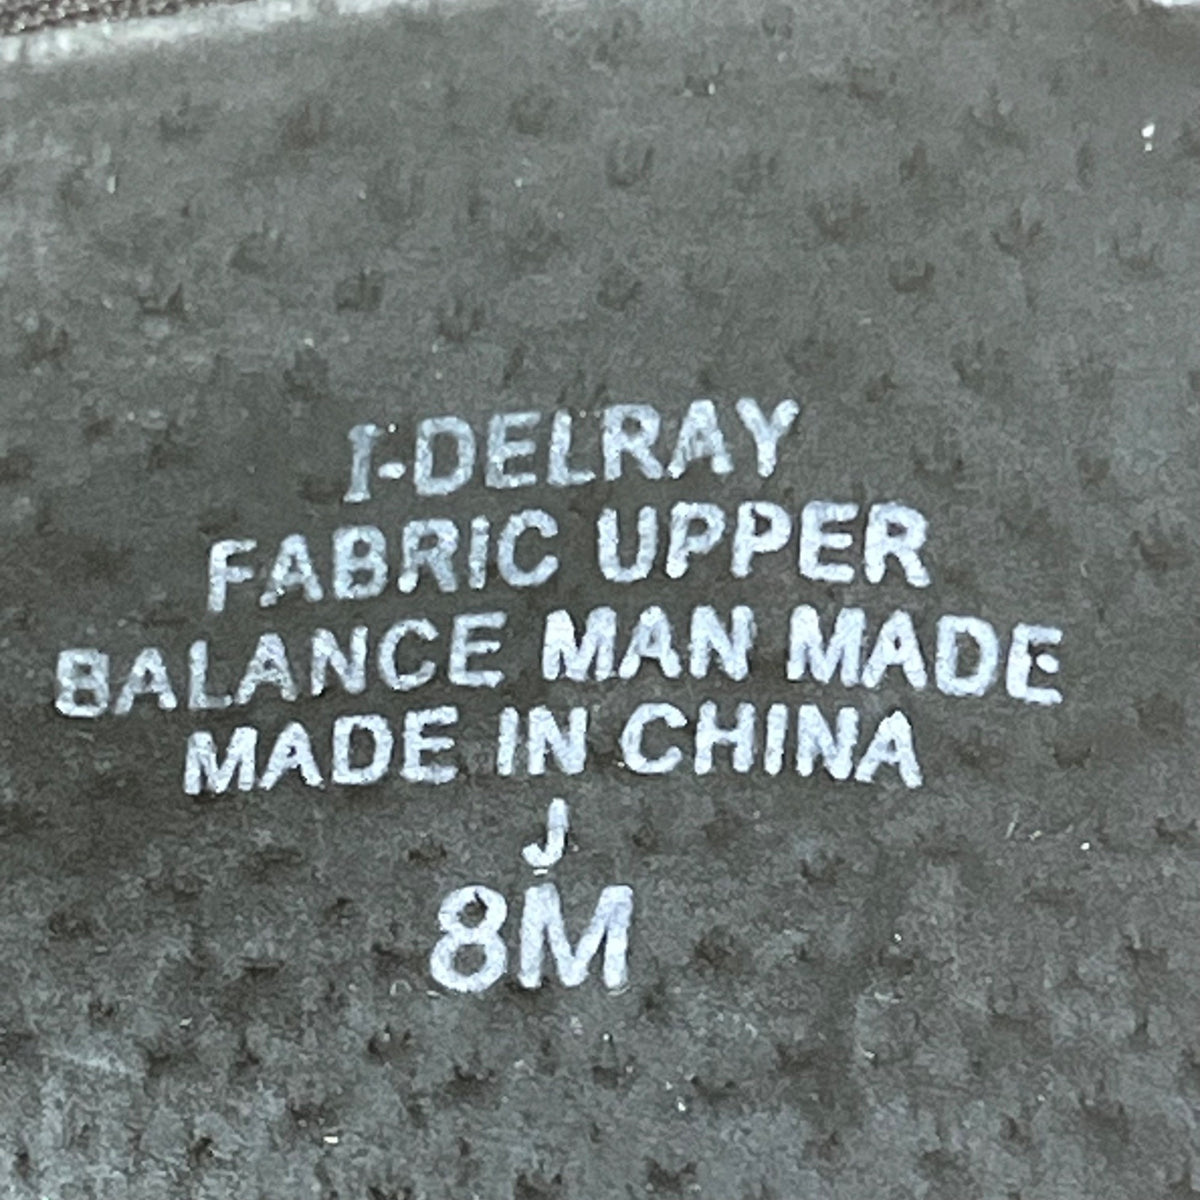 I-DELRAY
FABRIC UPPER
BALANCE MAN MADE
MADE IN CHINA
J
8M